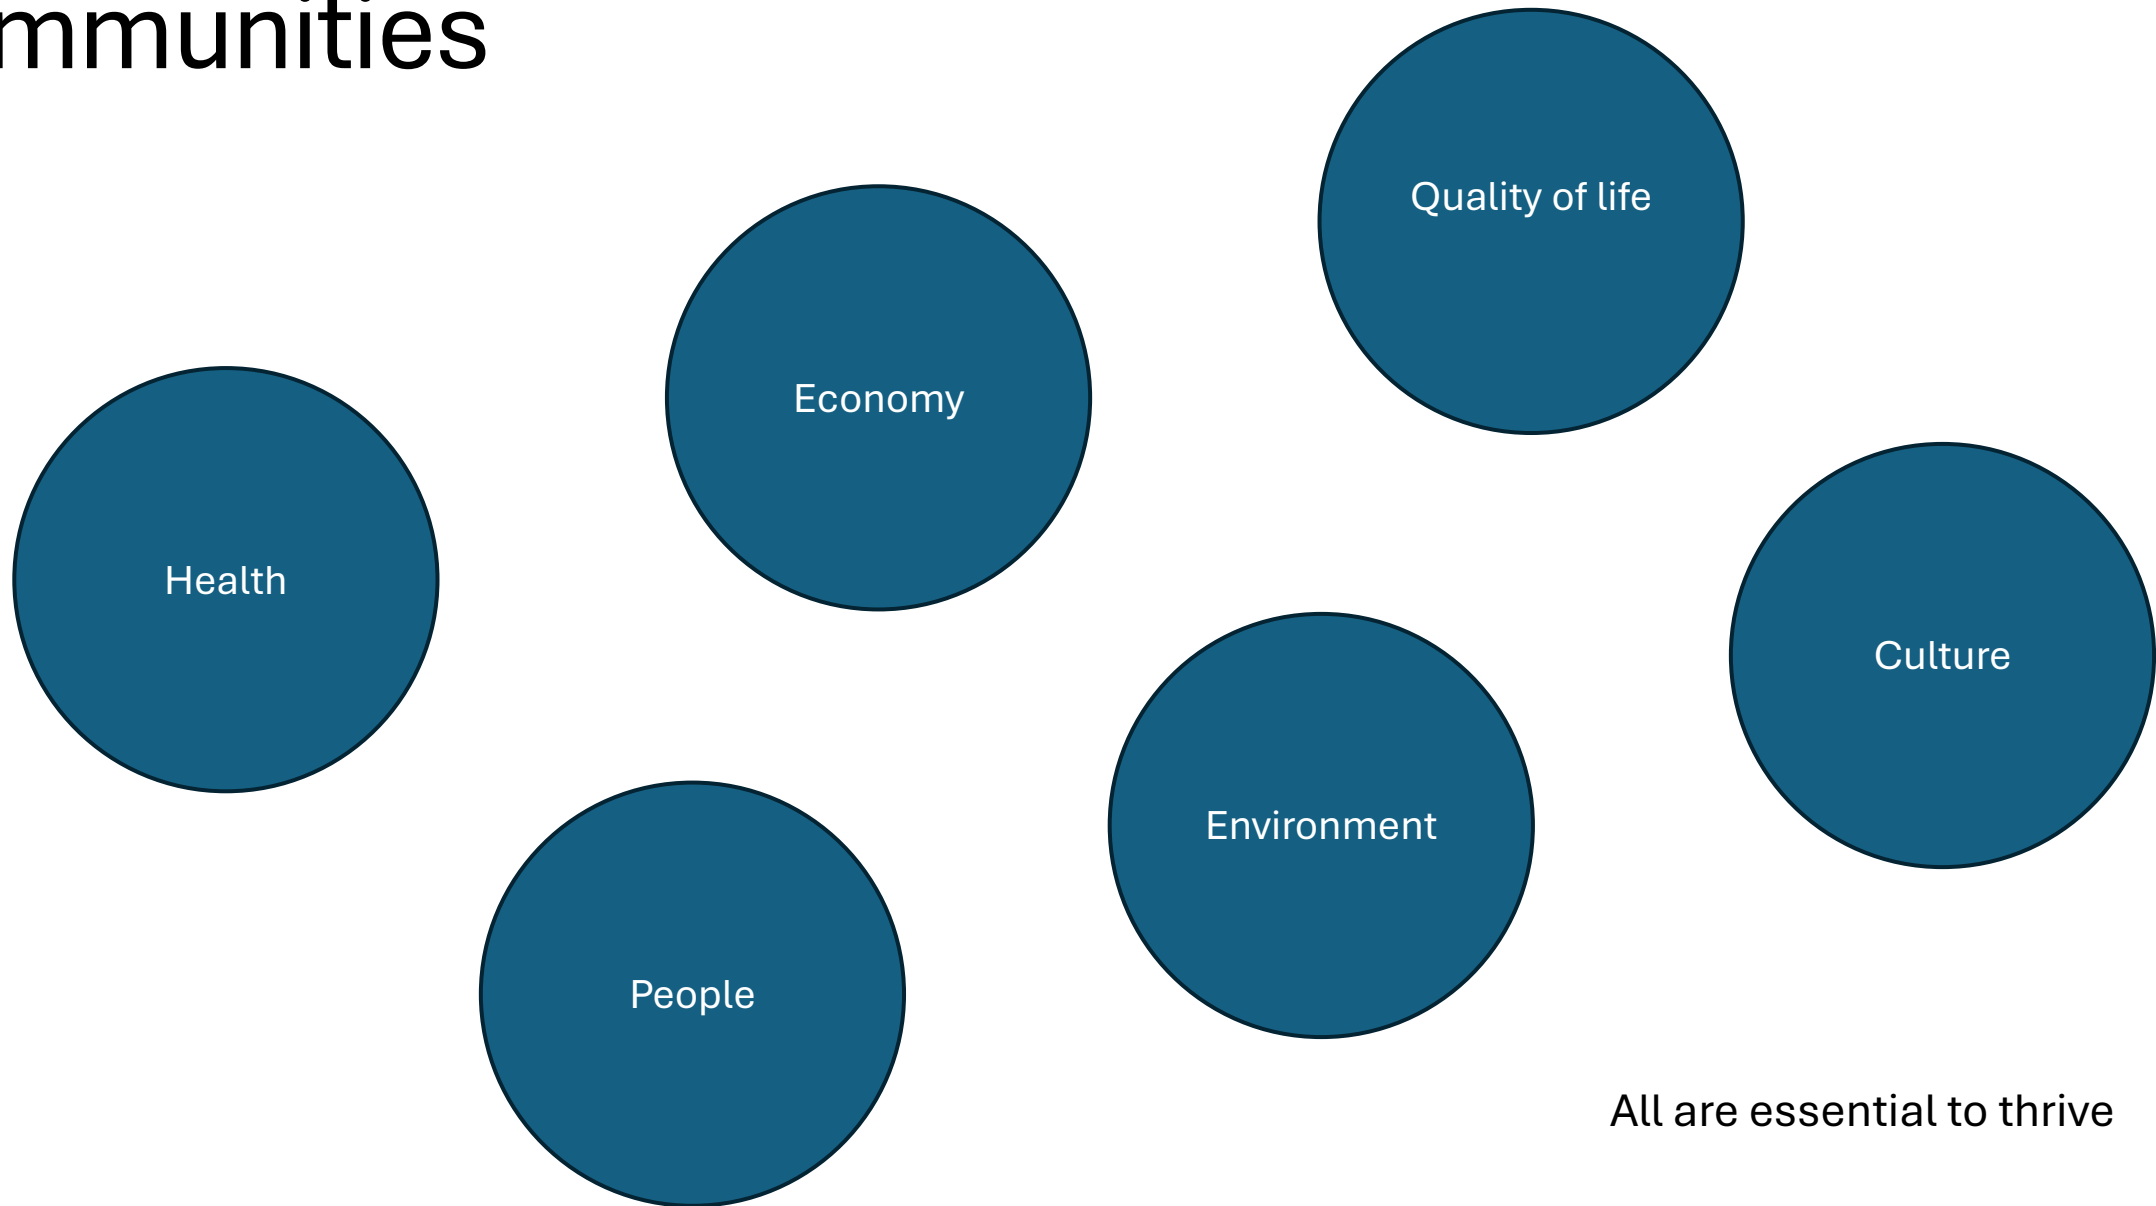 mmunities
Quality of life
Economy
Health
Culture
Environment
People
All are essential to thrive